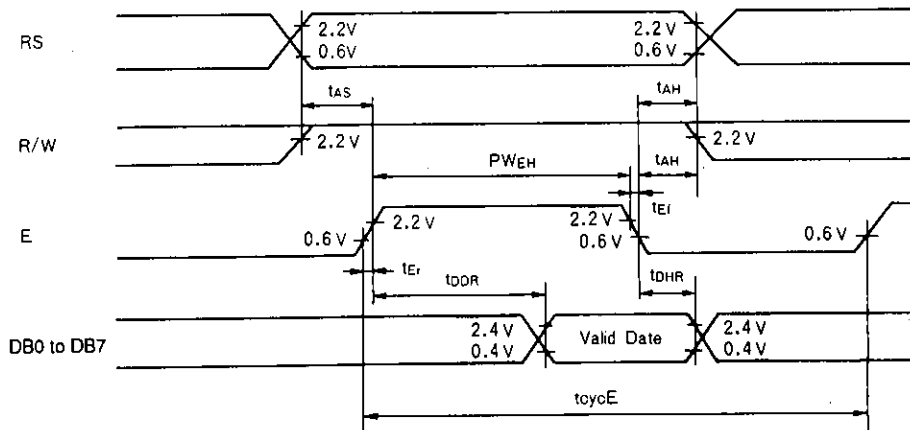 RS
2.2V
0.6V
2.2V
0.6V
tAS
tAH
R/W
2.2 V
2.2 V
PWEH
tAH
tEf
E
0.6 V
2.2 V
2.2 V
0.6 V
0.6 V
tEr
tDDR
tDHR
DB0 to DB7
2.4 V
0.4 V
Valid Date
2.4 V
0.4 V
tcycE